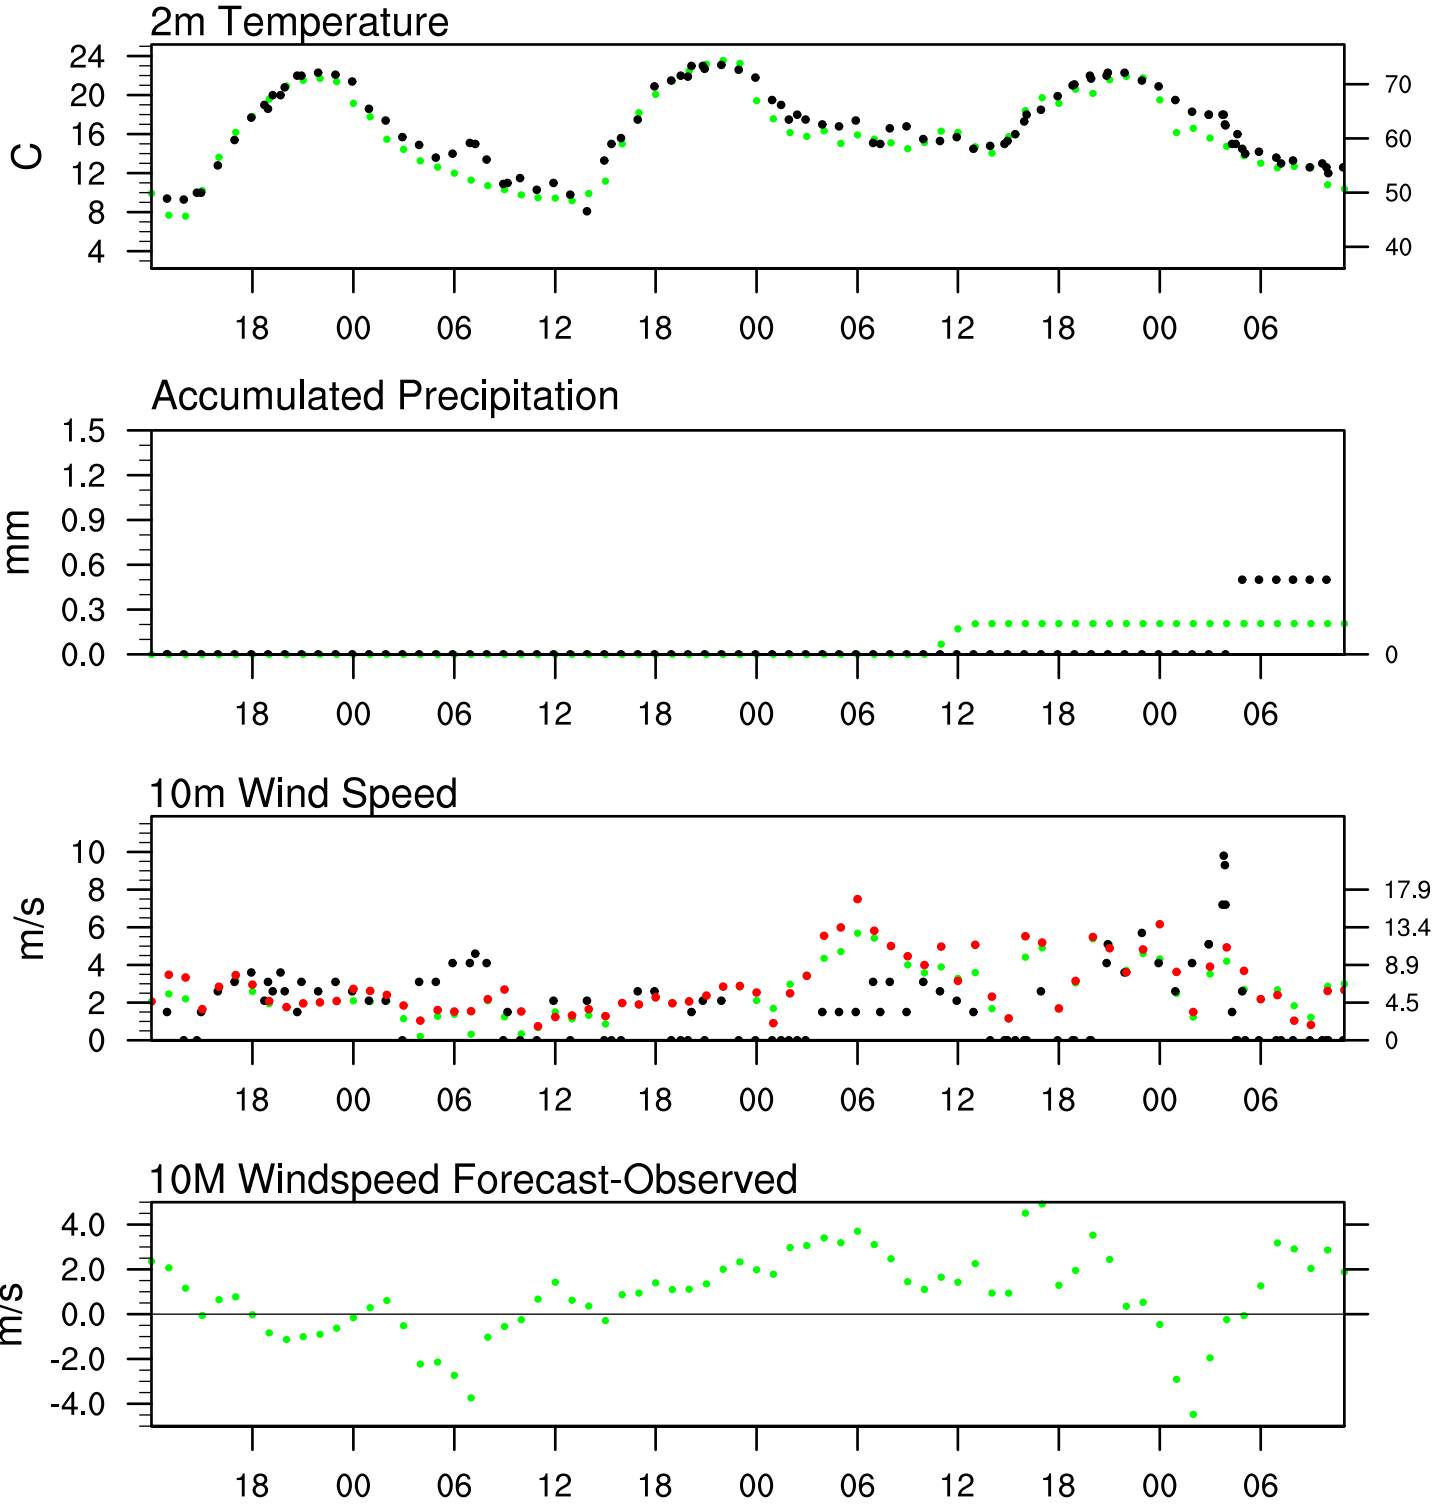 2m Temperature
24
20
16
12
8
4
C
70
60
50
40
18 00 06 12 18 00 06 12 18 00 06
Accumulated Precipitation
1.5
1.2
0.9
0.6
0.3
0.0
mm
0
18 00 06 12 18 00 06 12 18 00 06
10m Wind Speed
10
8
6
4
2
0
m/s
17.9
13.4
8.9
4.5
0
18 00 06 12 18 00 06 12 18 00 06
10M Windspeed Forecast-Observed
4.0
2.0
0.0
-2.0
-4.0
m/s
18 00 06 12 18 00 06 12 18 00 06